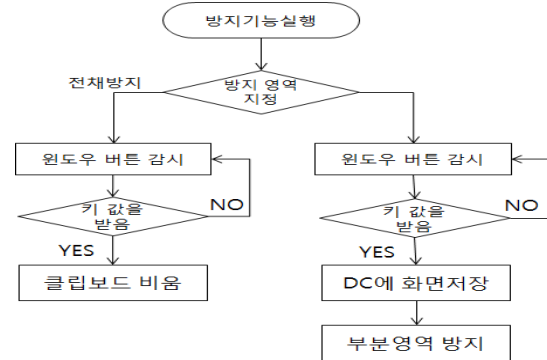 방지기능실행
전채방지
방지 영역
지정
윈도우 버튼 감시
윈도우 버튼 감시
키 값을
받음
NO
키 값을
받음
NO
YES
YES
클립보드 비움
DC에 화면저장
부분영역 방지